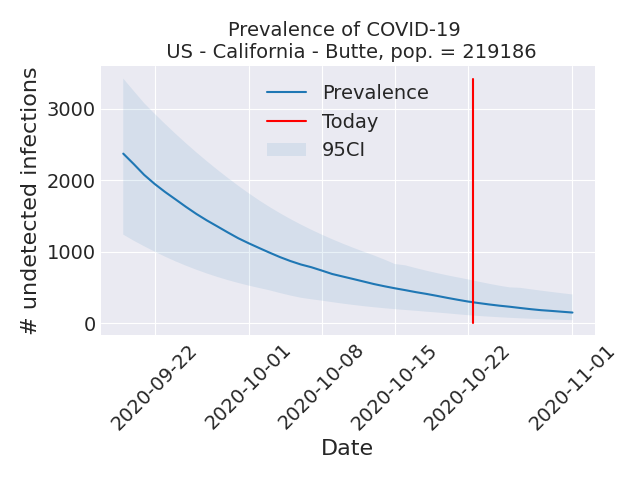 Prevalence of COVID-19
US - California - Butte, pop. = 219186
# undetected infections
3000
2000
1000
0
Prevalence
Today
95CI
2020-09-22
2020-10-01
2020-10-08
2020-10-15
2020-10-22
2020-11-01
Date